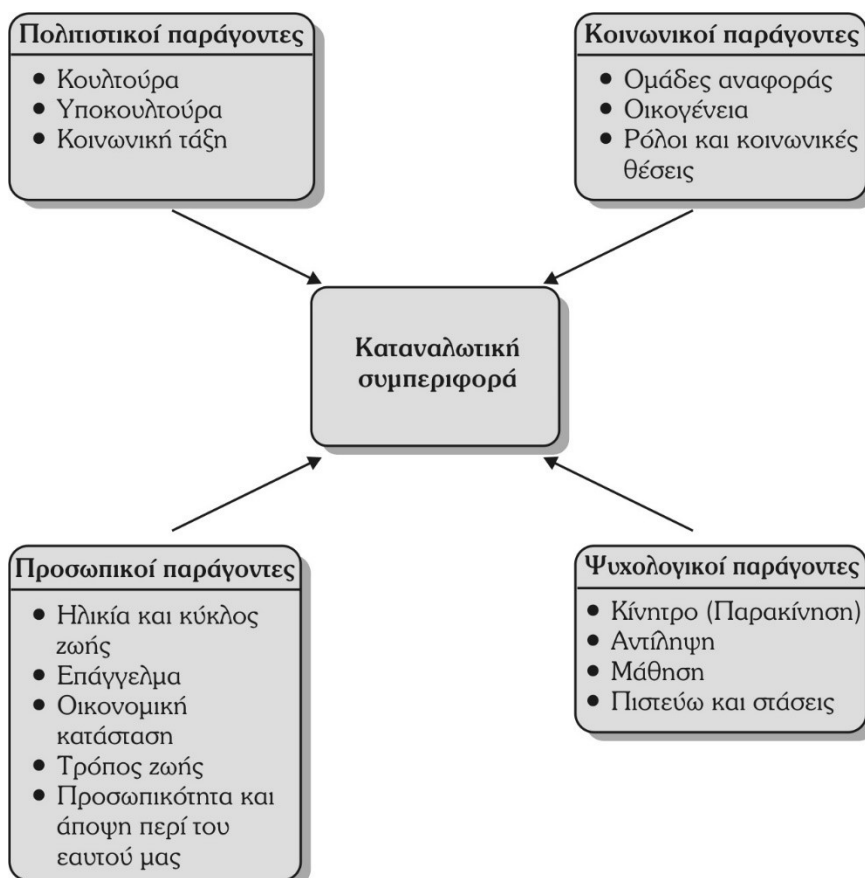 Πολιτιστικοί παράγοντες
• Κουλτούρα
• Υποκουλτούρα
• Κοινωνική τάξη
Κοινωνικοί παράγοντες
• Ομάδες αναφοράς
• Οικογένεια
• Ρόλοι και κοινωνικές
θέσεις
Καταναλωτική
συμπεριφορά
Προσωπικοί παράγοντες
• Ηλικία και κύκλος
ζωής
• Επάγγελμα
• Οικονομική
κατάσταση
• Τρόπος ζωής
• Προσωπικότητα και
άποψη περί του
εαυτού μας
Ψυχολογικοί παράγοντες
• Κίνητρο (Παρακίνηση)
• Αντίληψη
• Μάθηση
• Πιστεύω και στάσεις